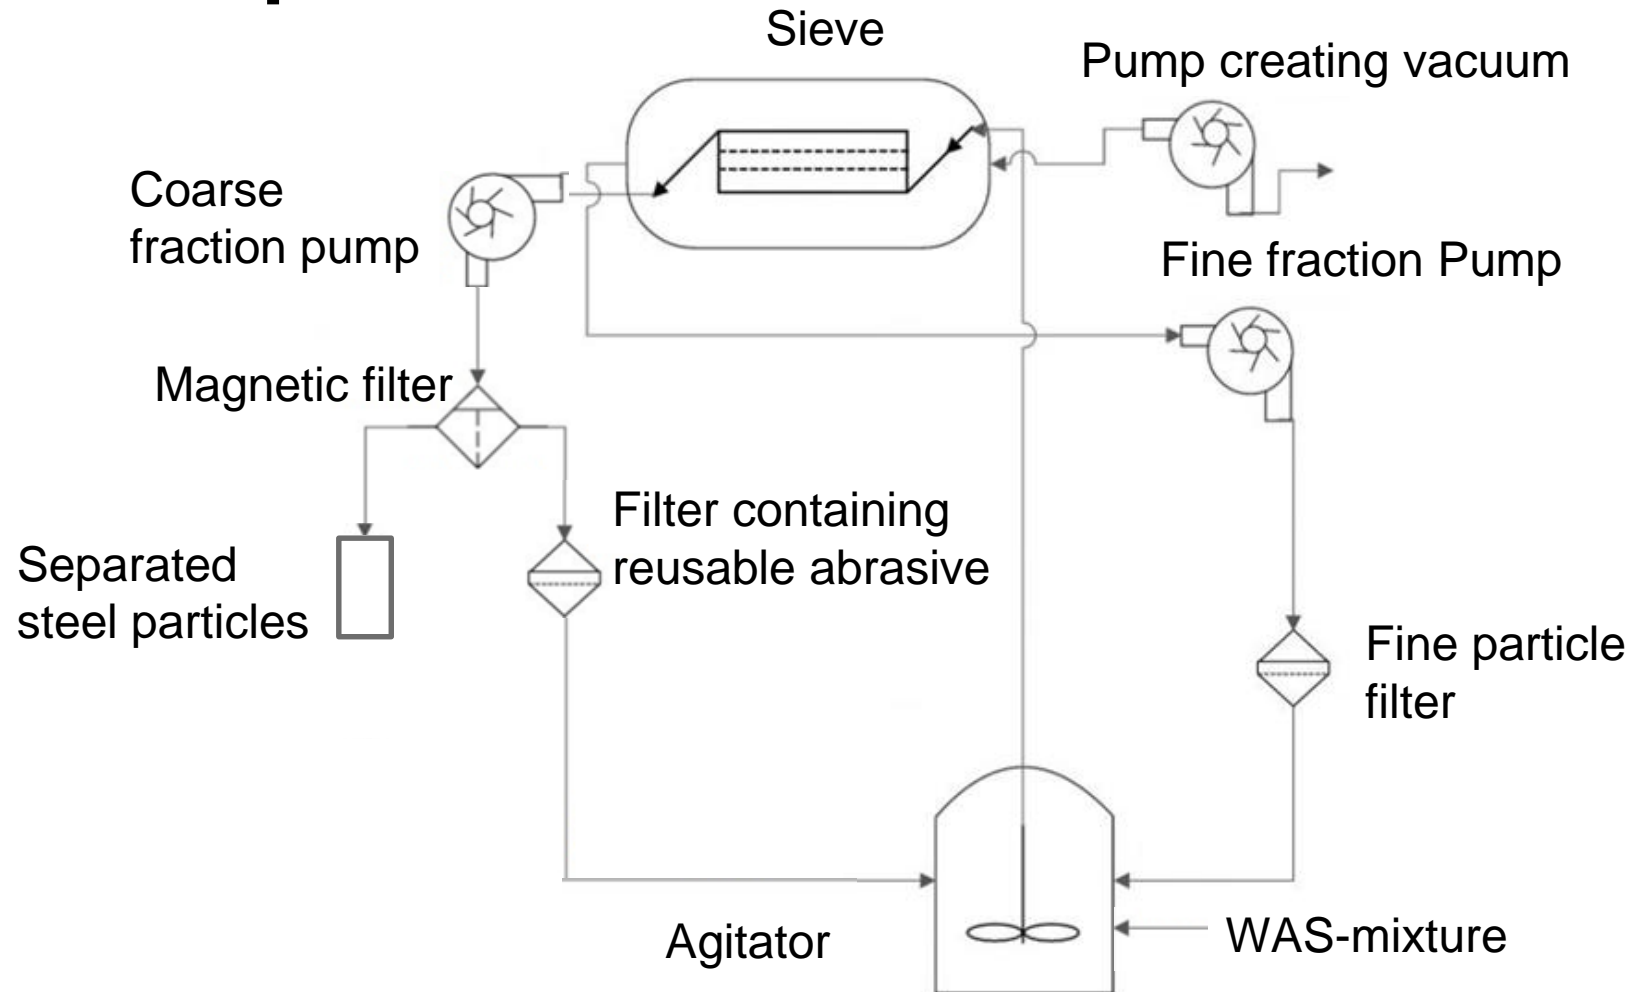 Sieve
Pump creating vacuum
Coarse
fraction pump
Fine fraction Pump
Magnetic filter
Filter containing
reusable abrasive
Separated
steel particles
Fine particle
filter
Agitator
WAS-mixture